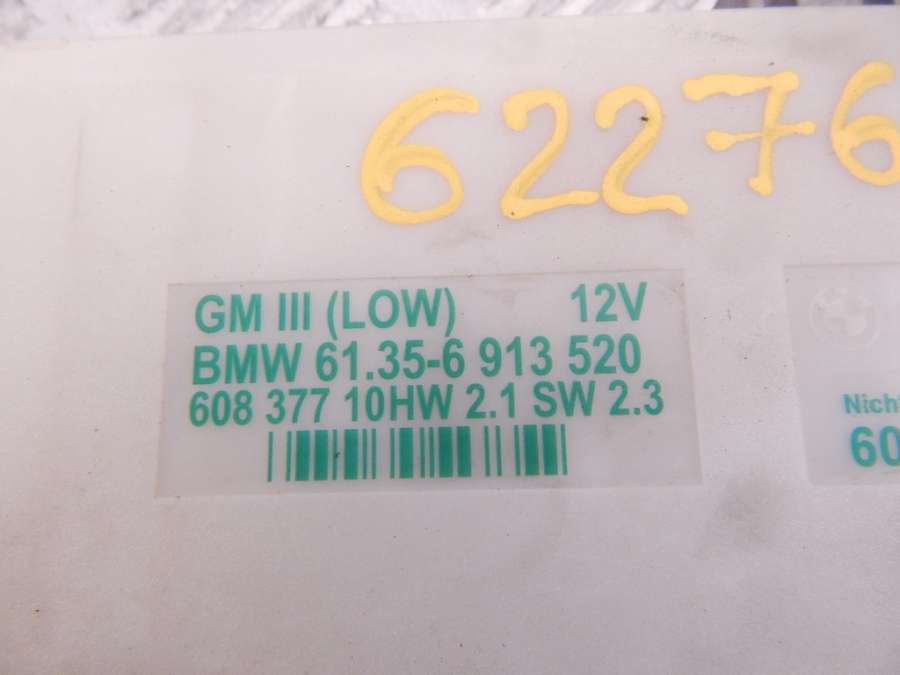 62276
GM III (LOW) 12V
BMW 61.35-6 913 520
608 377 10HW 2.1 SW 2.3
Nicht
60